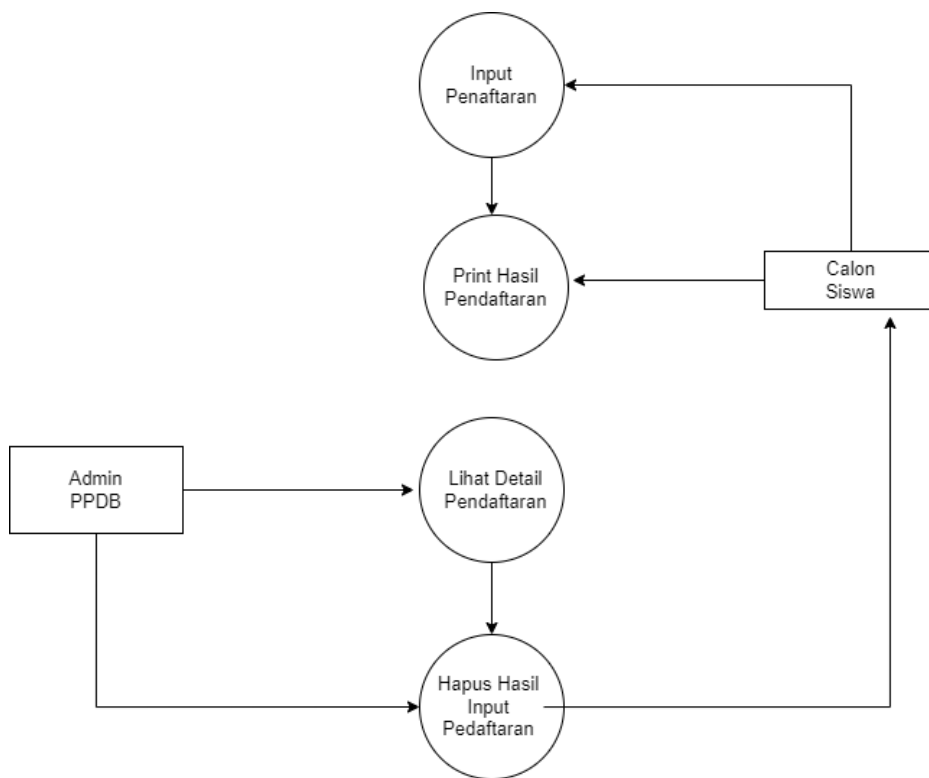 Input
Penaftaran
Print Hasil
Pendaftaran
Calon
Siswa
Admin
PPDB
Lihat Detail
Pendaftaran
Hapus Hasil
Input
Pedaftaran